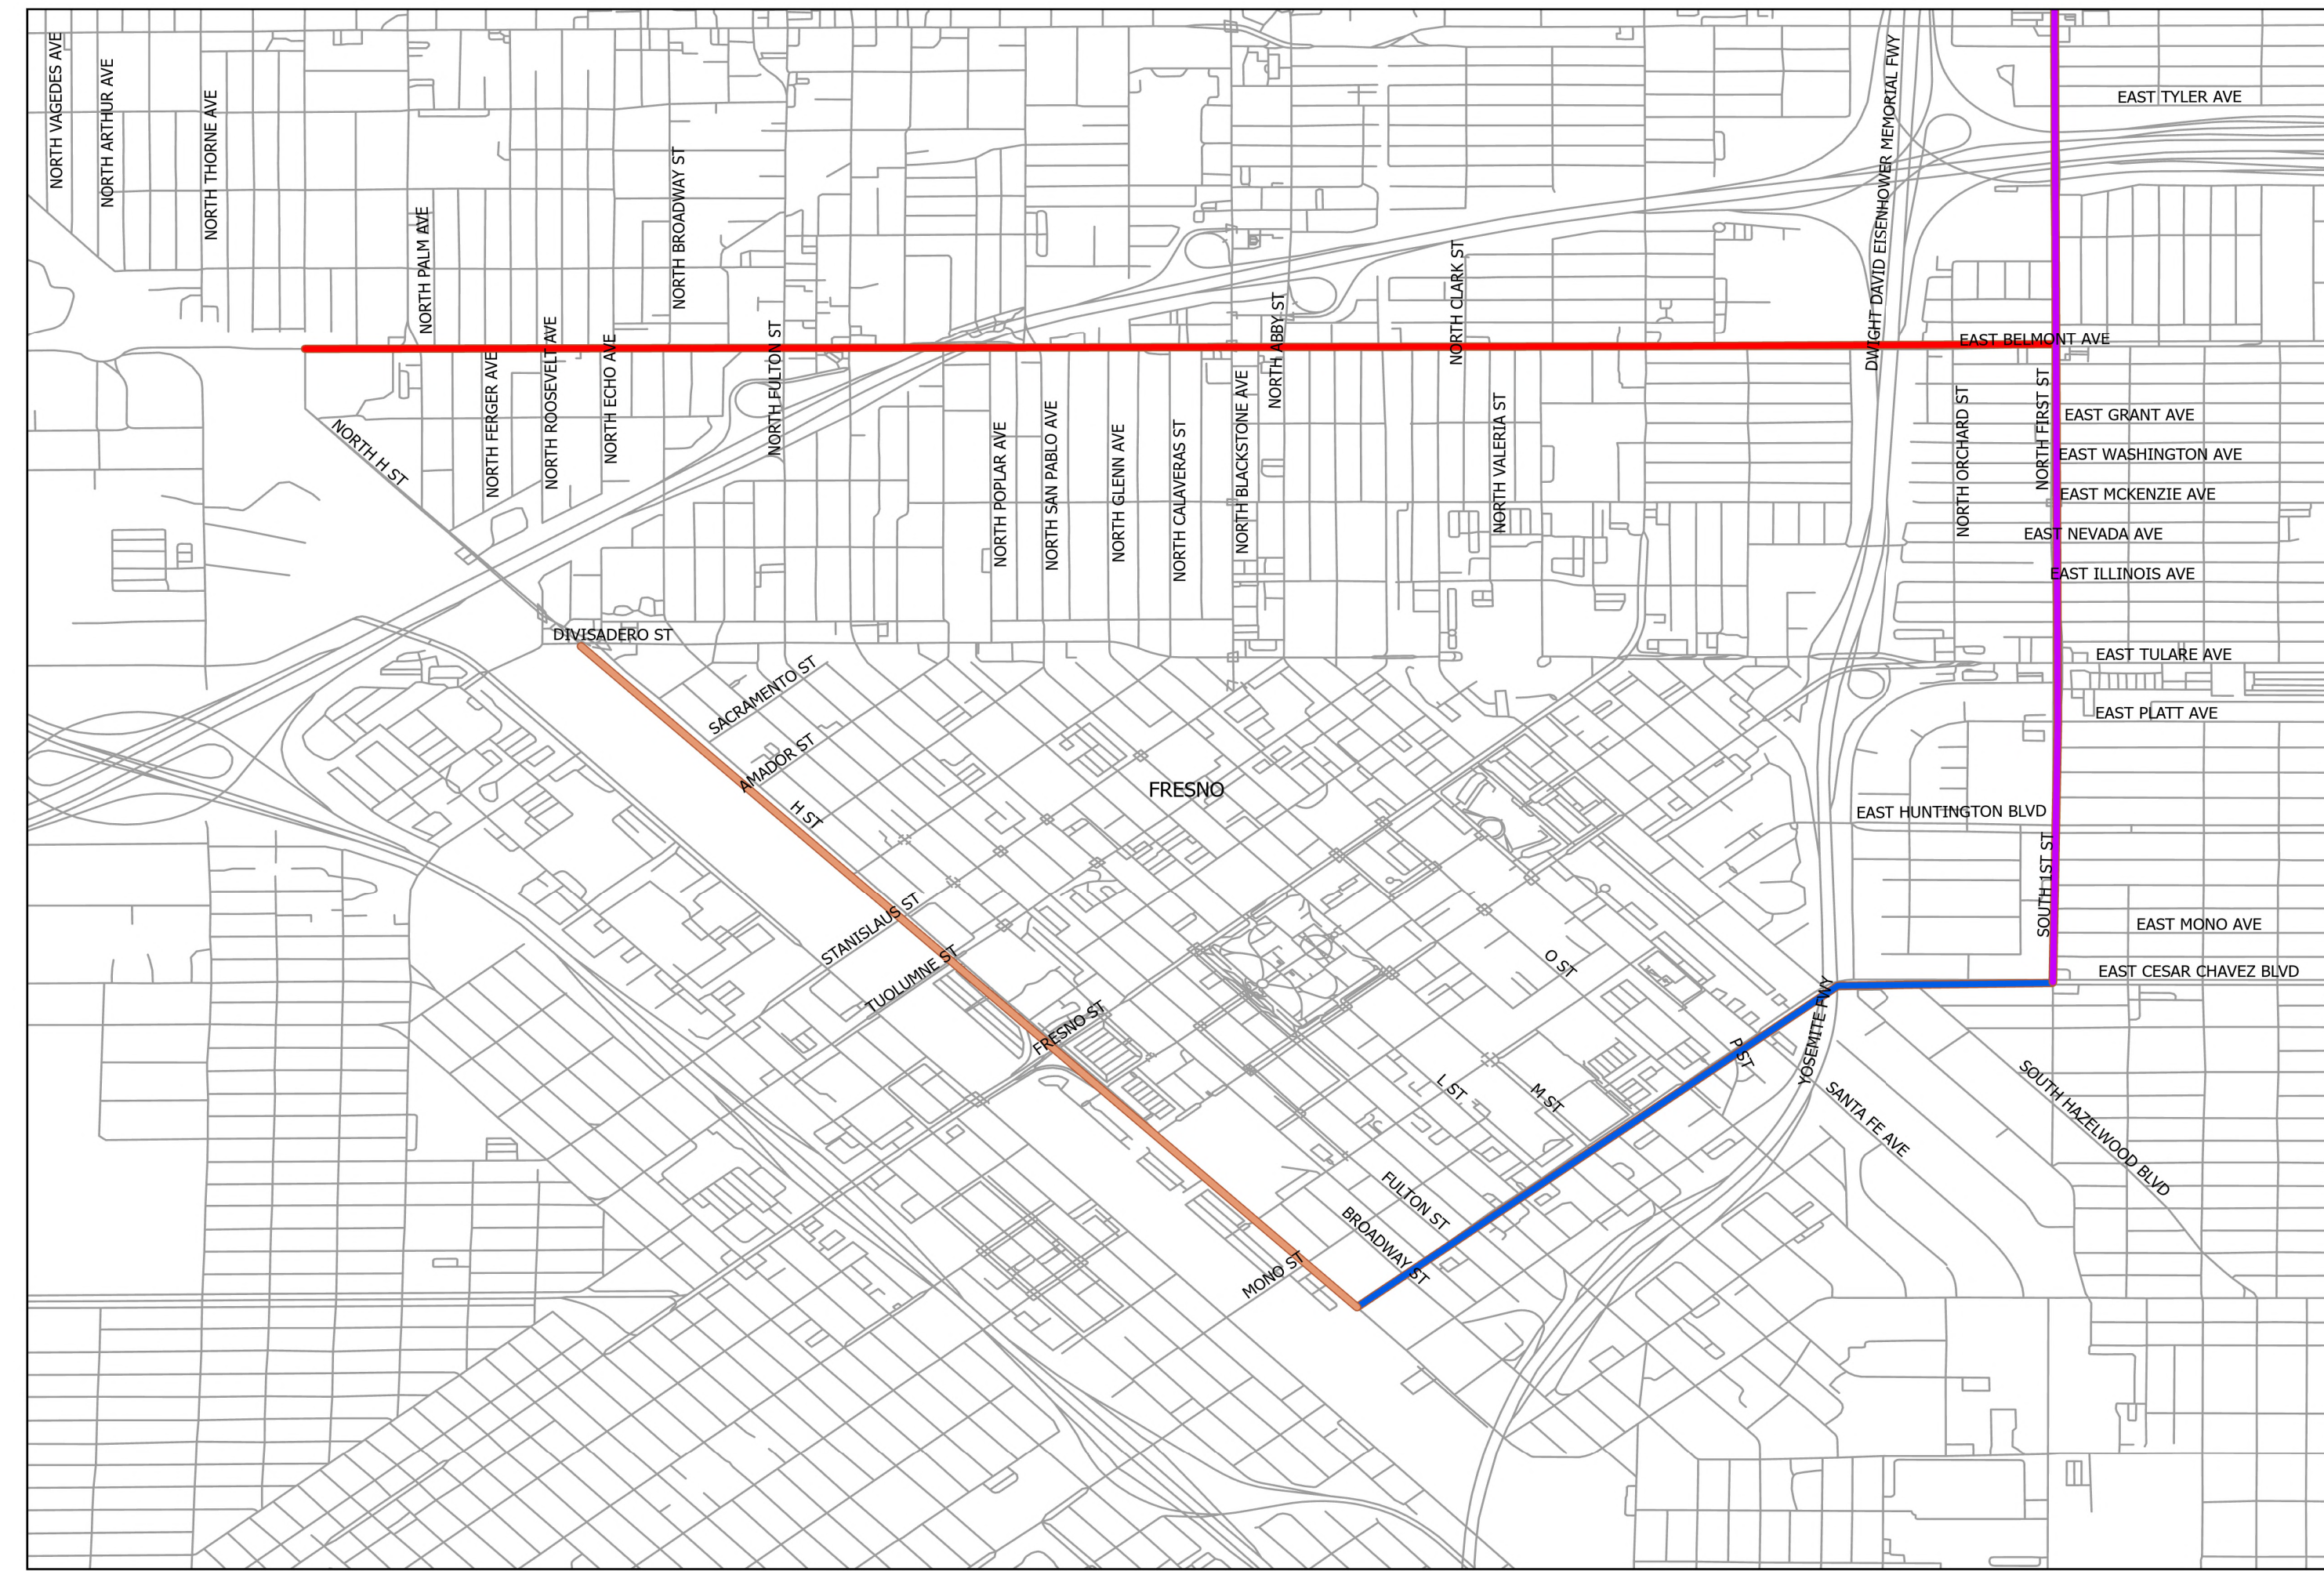 NORTH VAGEDES AVE
NORTH ARTHUR AVE
NORTH THORNE AVE
NORTH PALM AVE
NORTH BROADWAY ST
DWIGHT DAVID EISENHOWER MEMORIAL FWY
EAST TYLER AVE
NORTH FERGER AVE
NORTH ROOSEVELT AVE
NORTH ECHO AVE
NORTH FULTON ST
NORTH ABBY ST
NORTH CLARK ST
EAST BELMONT AVE
NORTH H ST
NORTH POPLAR AVE
NORTH SAN PABLO AVE
NORTH GLENN AVE
NORTH CALAVERAS ST
NORTH BLACKSTONE AVE
NORTH VALERIA ST
NORTH ORCHARD ST
NORTH FIRST ST
EAST GRANT AVE
EAST WASHINGTON AVE
EAST MCKENZIE AVE
EAST NEVADA AVE
EAST ILLINOIS AVE
DIVISADERO ST
EAST TULARE AVE
SACRAMENTO ST
EAST PLATT AVE
AMADOR ST
FRESNO
H ST
EAST HUNTINGTON BLVD
SOUTH 1ST ST
STANISLAUS ST
EAST MONO AVE
TUOLUMNE ST
O ST
EAST CESAR CHAVEZ BLVD
FRESNO ST
P ST
YOSEMITE FWY
L ST
M ST
SANTA FE AVE
SOUTH HAZELWOOD BLVD
FULTON ST
BROADWAY ST
MONO ST